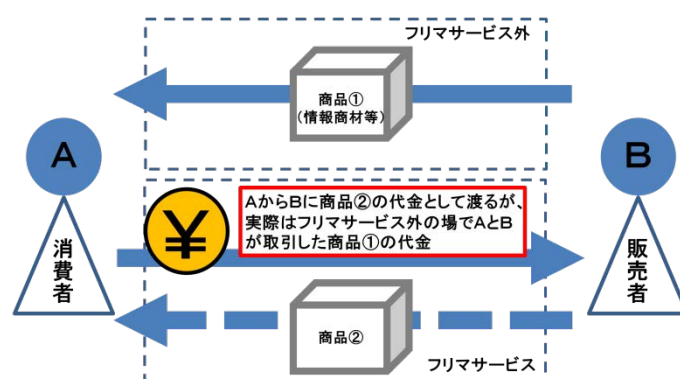 フリマサービス外
商品①
(情報商材等)
A
B
消費者
販売者
¥
AからBに商品②の代金として渡るが、
実際はフリマサービス外の場でAとB
が取引した商品①の代金
商品②
フリマサービス